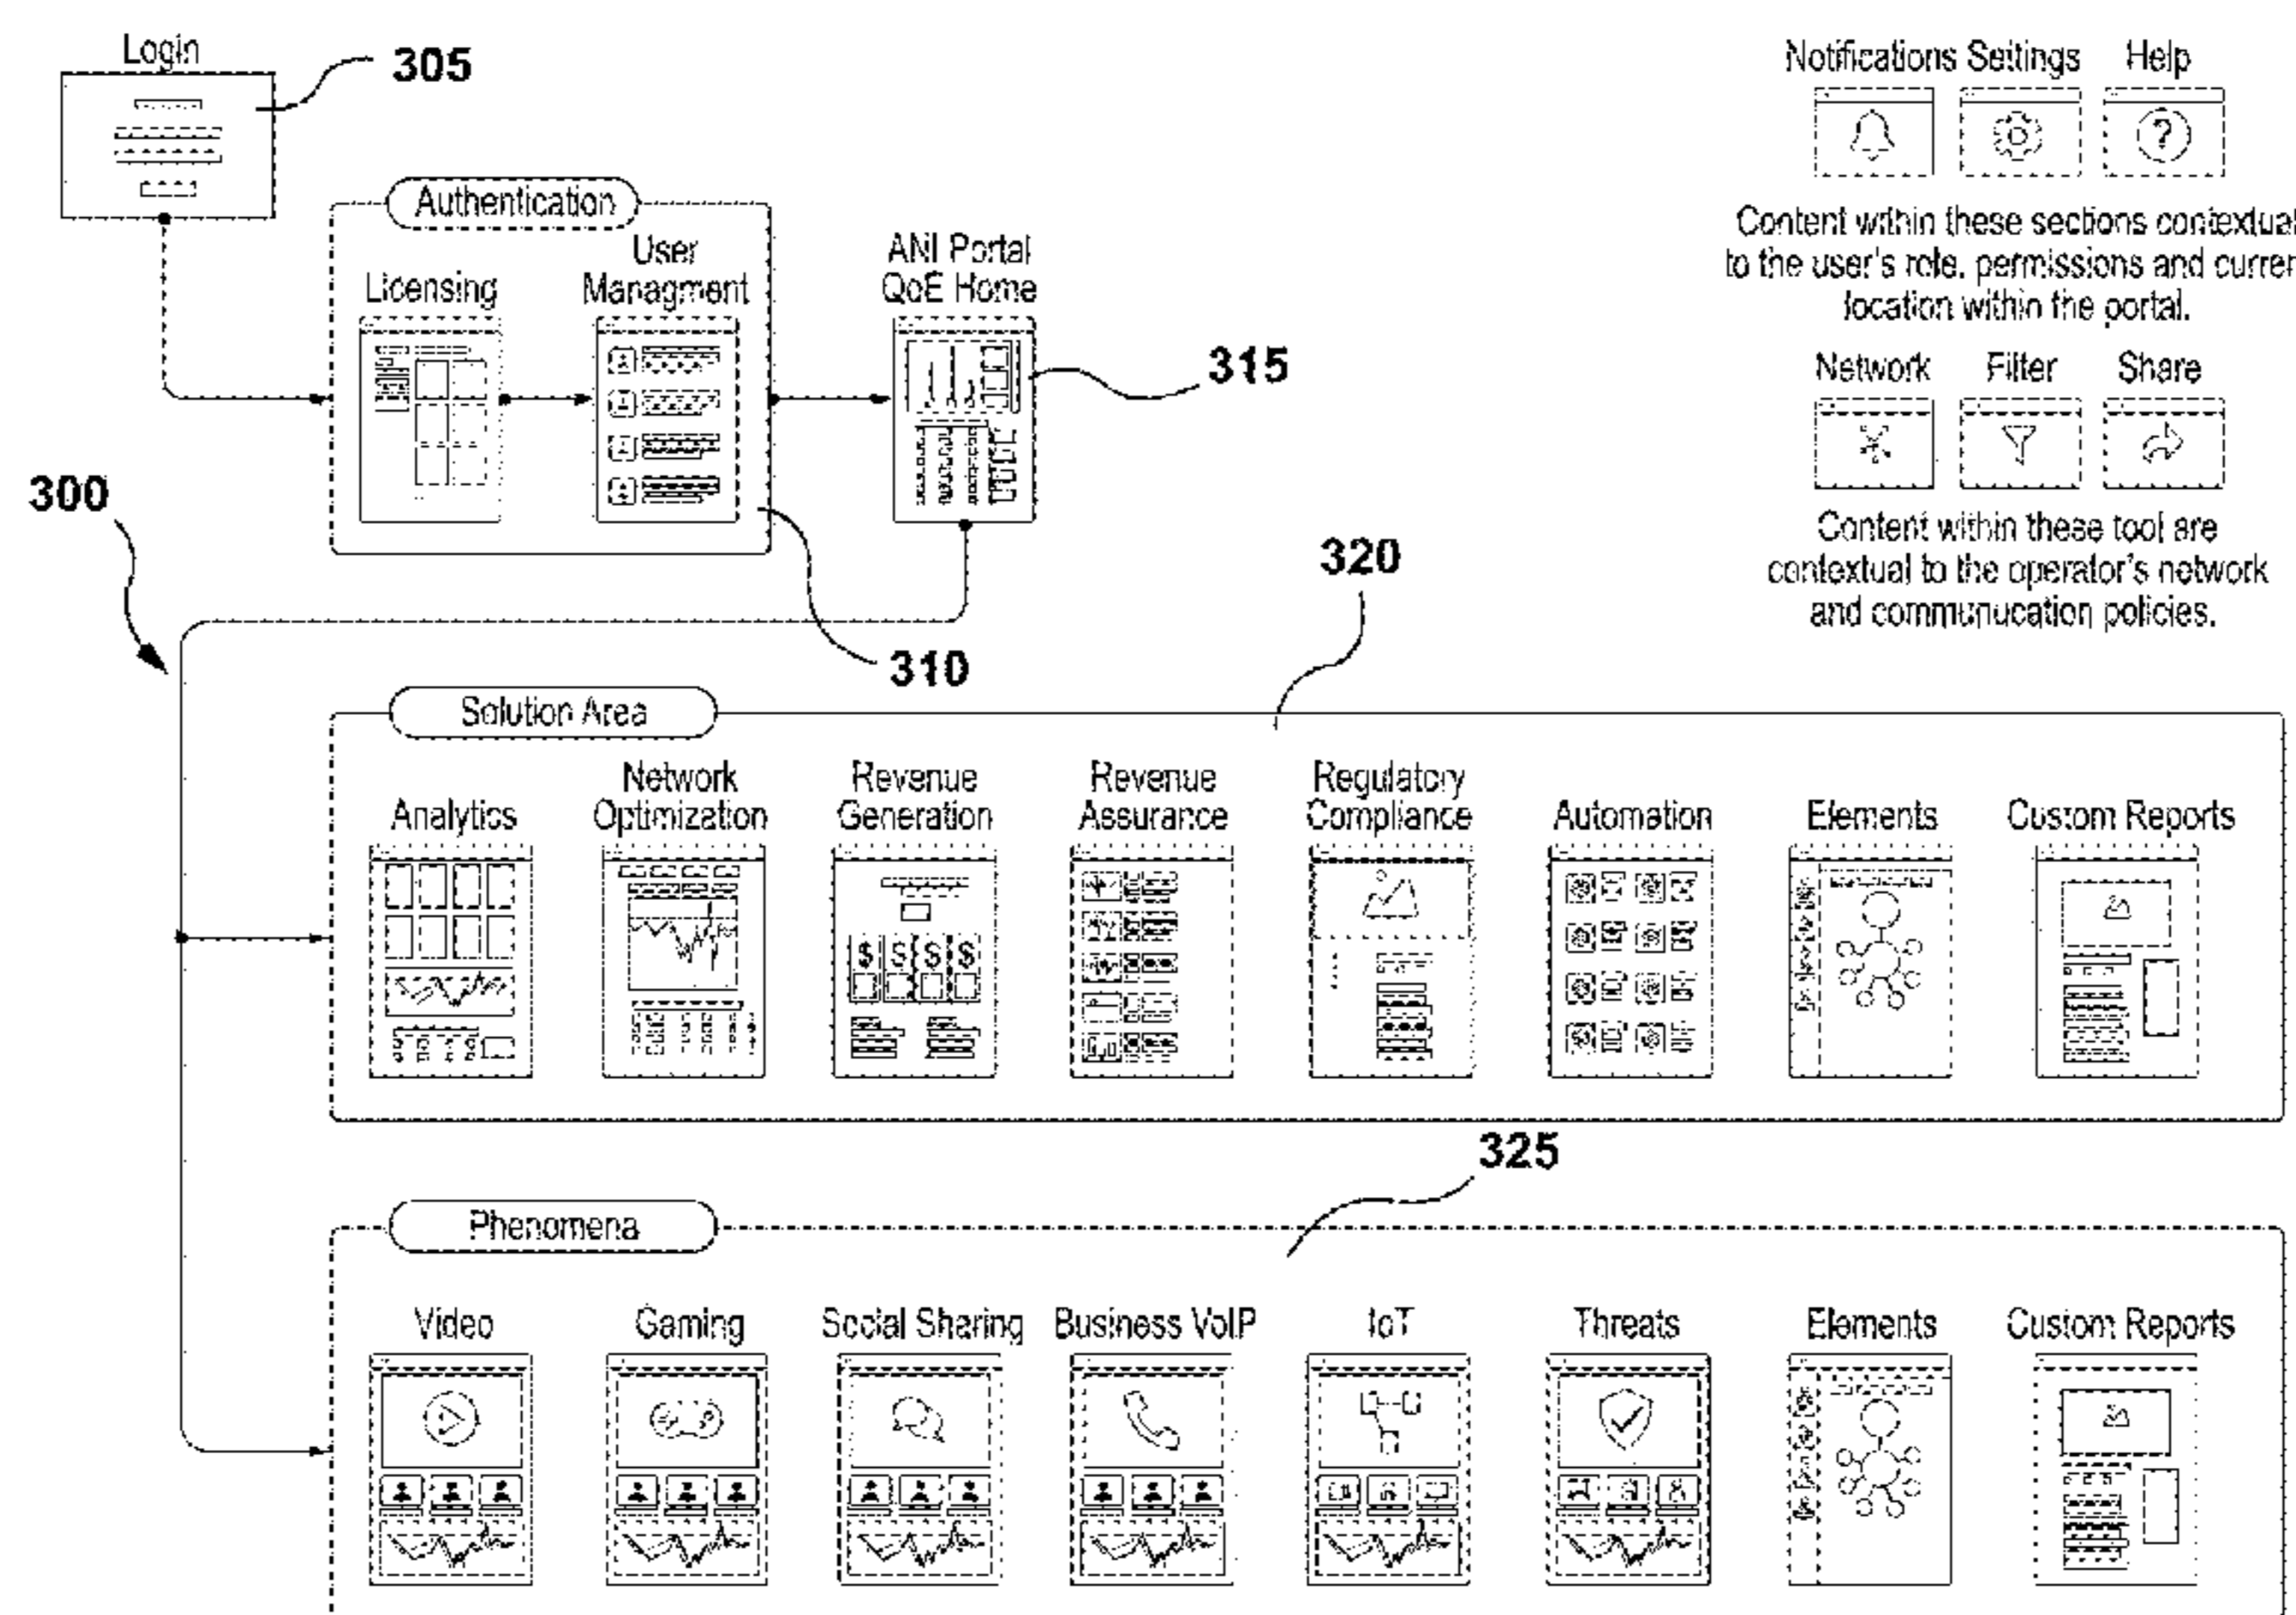 Login
305
Notifications Settings Help
Content within these sections contextual
to the user's role, permissions and curren
location within the portal.
Authentication
Licensing
User
Managment
ANI Portal
QoE Home
315
Network Filter Share
Content within these tool are
contextual to the operator's network
and commununication policies.
300
310
320
Solution Area
Analytics
Network
Optimization
Revenue
Generation
Revenue
Assurance
Regulatory
Compliance
Automation
Elements
Custom Reports
$ $ $ $
325
Phenomena
Video
Gaming
Social Sharing
Business VoIP
IoT
Threats
Elements
Custom Reports